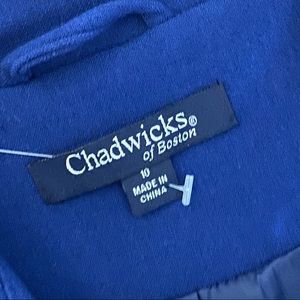 Chadwicks®
of Boston
10
MADE IN
CHINA